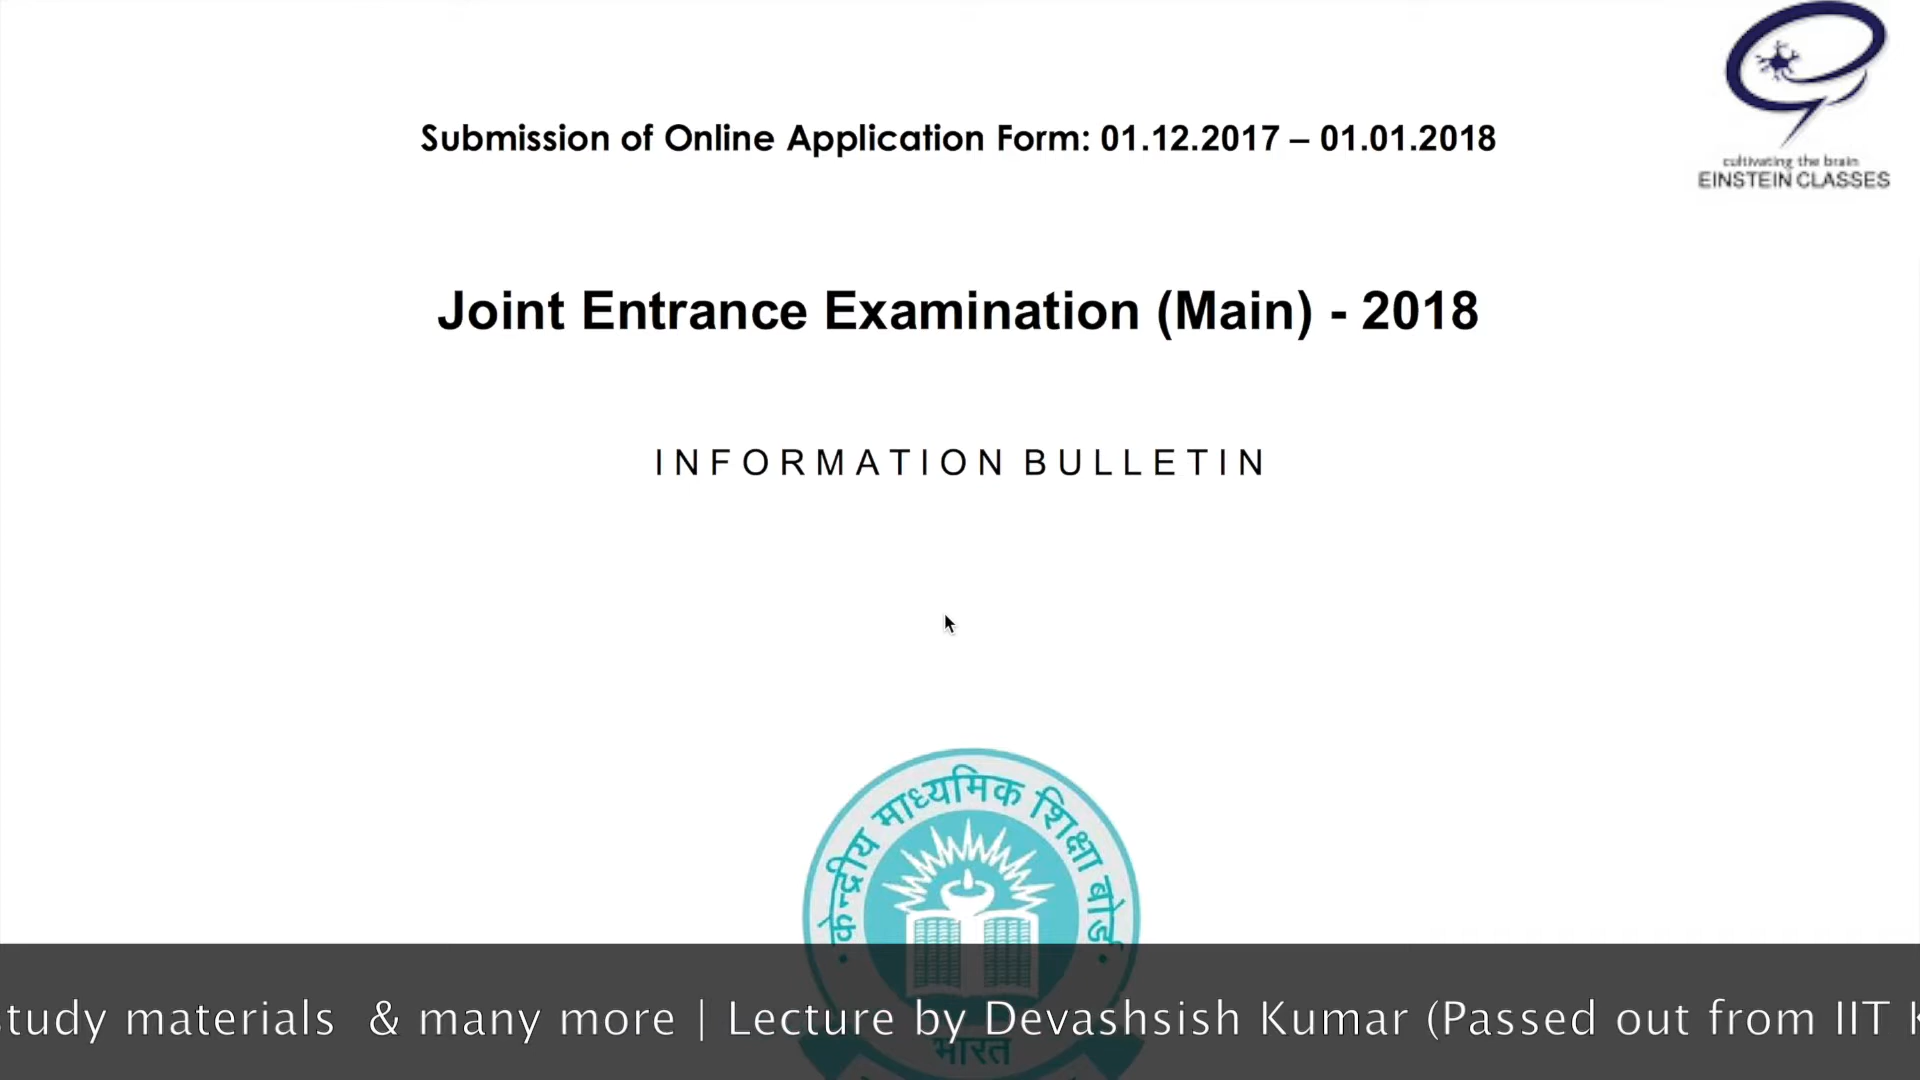 cultivating the brain
EINSTEIN CLASSES
Submission of Online Application Form: 01.12.2017 – 01.01.2018
Joint Entrance Examination (Main) - 2018
INFORMATION BULLETIN
केन्द्रीय माध्यमिक शिक्षा बोर्ड
भारत
study materials & many more | Lecture by Devashsish Kumar (Passed out from IIT